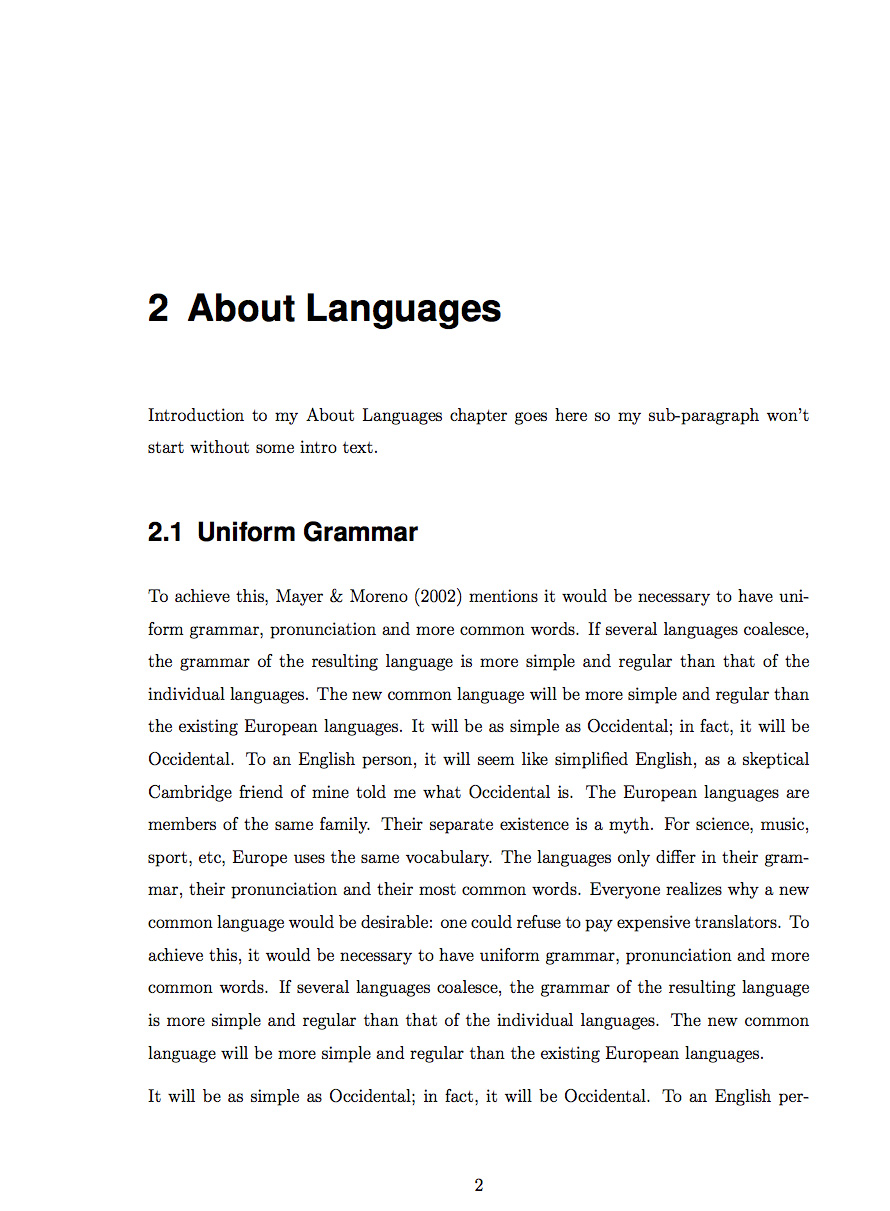 2 About Languages
Introduction to my About Languages chapter goes here so my sub-paragraph won't
start without some intro text.
2.1 Uniform Grammar
To achieve this, Mayer & Moreno (2002) mentions it would be necessary to have uni-
form grammar, pronunciation and more common words. If several languages coalesce,
the grammar of the resulting language is more simple and regular than that of the
individual languages. The new common language will be more simple and regular than
the existing European languages. It will be as simple as Occidental; in fact, it will be
Occidental. To an English person, it will seem like simplified English, as a skeptical
Cambridge friend of mine told me what Occidental is. The European languages are
members of the same family. Their separate existence is a myth. For science, music,
sport, etc, Europe uses the same vocabulary. The languages only differ in their gram-
mar, their pronunciation and their most common words. Everyone realizes why a new
common language would be desirable: one could refuse to pay expensive translators. To
achieve this, it would be necessary to have uniform grammar, pronunciation and more
common words. If several languages coalesce, the grammar of the resulting language
is more simple and regular than that of the individual languages. The new common
language will be more simple and regular than the existing European languages.
It will be as simple as Occidental; in fact, it will be Occidental. To an English per-
2